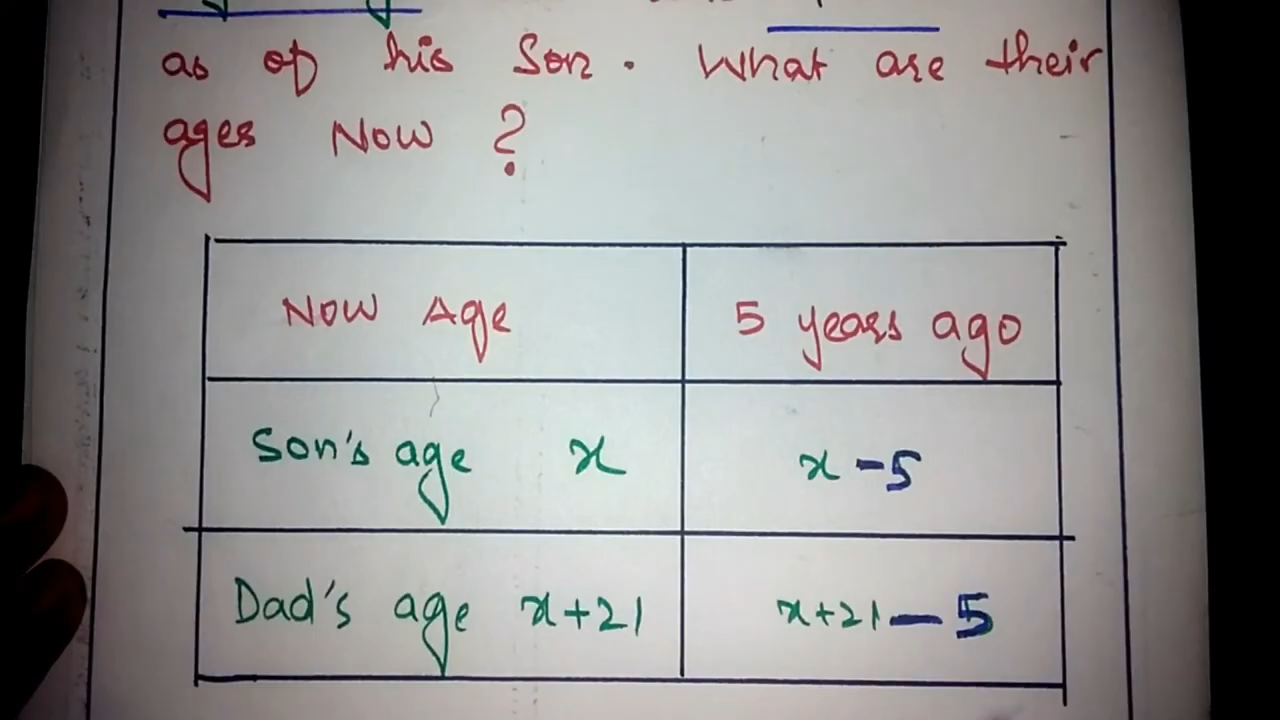 as of his Son. What are their
ages Now ?
Now Age
5 years ago
Son's age x
x - 5
Dad's age x+21
x+21 - 5